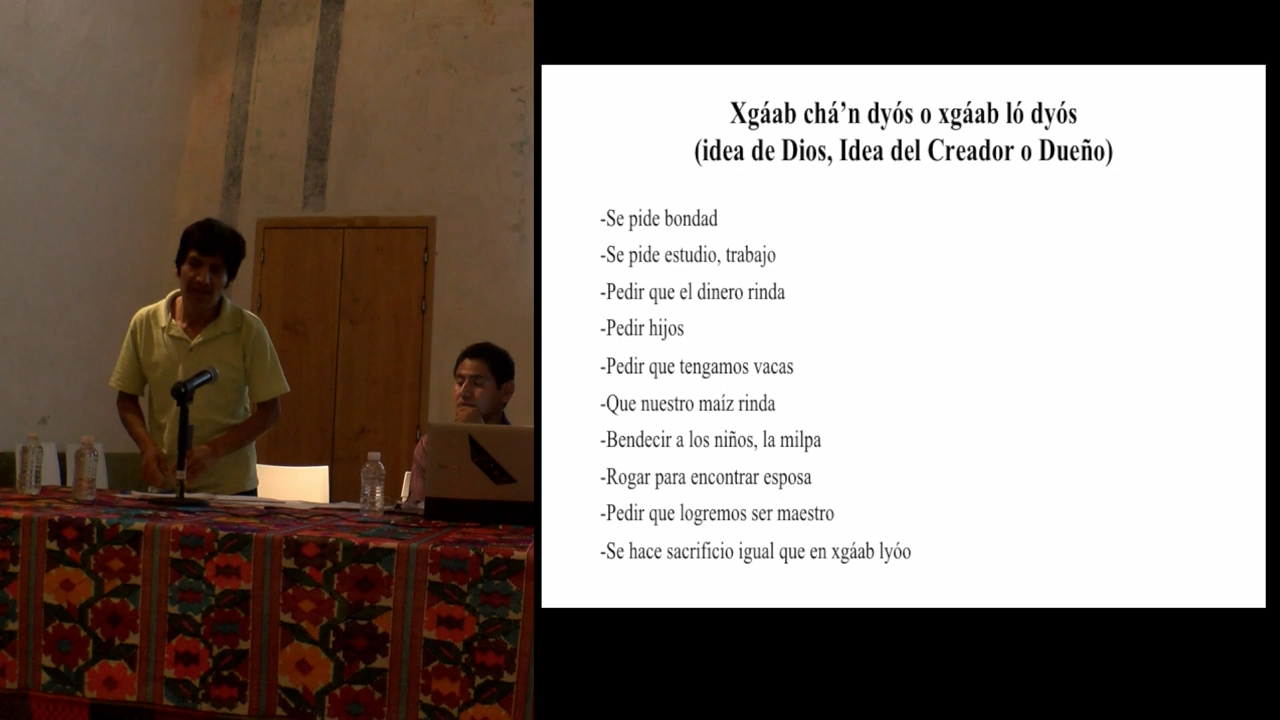 Xgáab chá’n dyós o xgáab ló dyós
(idea de Dios, Idea del Creador o Dueño)
-Se pide bondad
-Se pide estudio, trabajo
-Pedir que el dinero rinda
-Pedir hijos
-Pedir que tengamos vacas
-Que nuestro maíz rinda
-Bendecir a los niños, la milpa
-Rogar para encontrar esposa
-Pedir que logremos ser maestro
-Se hace sacrificio igual que en xgáab lyóo